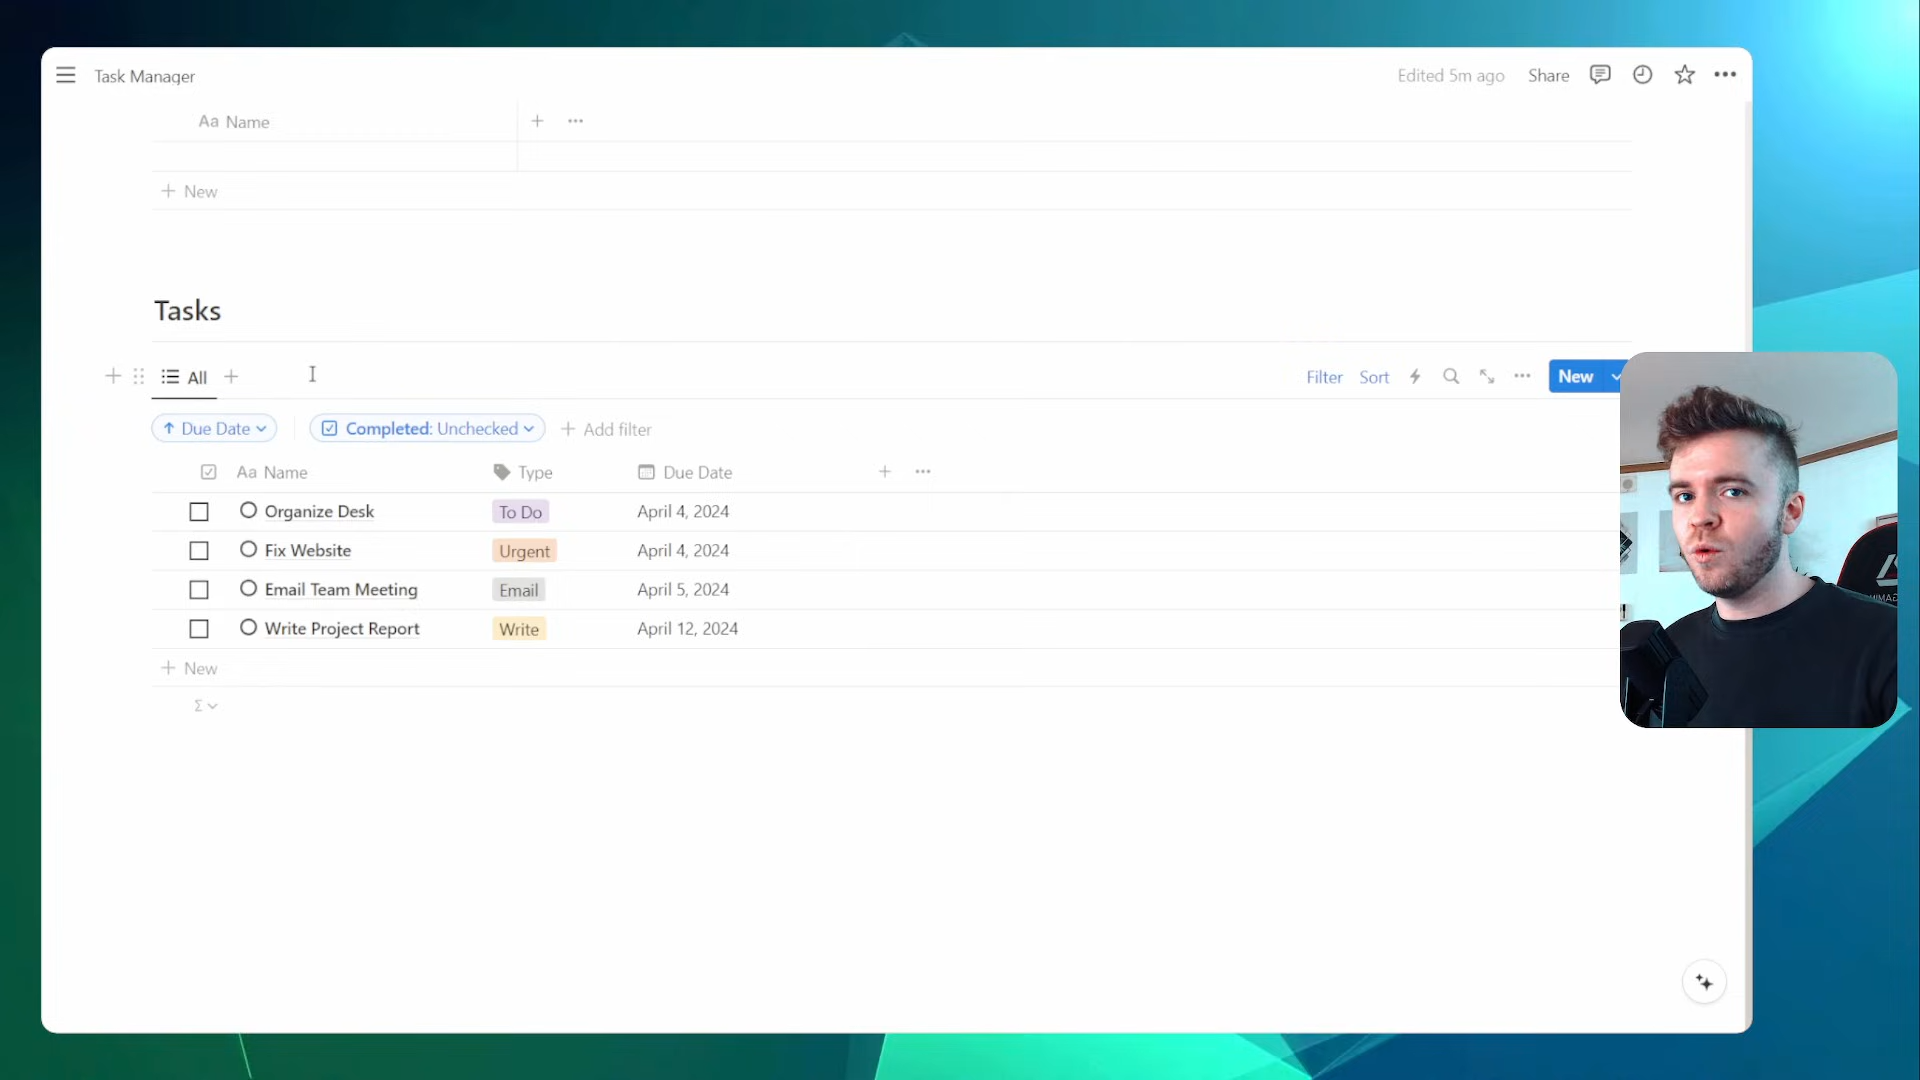 Task Manager
Edited 5m ago Share
Aa Name
New
Tasks
All
Filter Sort New
Due Date Completed: Unchecked Add filter
Aa Name Type Due Date
Organize Desk To Do April 4, 2024
Fix Website Urgent April 4, 2024
Email Team Meeting Email April 5, 2024
Write Project Report Write April 12, 2024
New
Σ